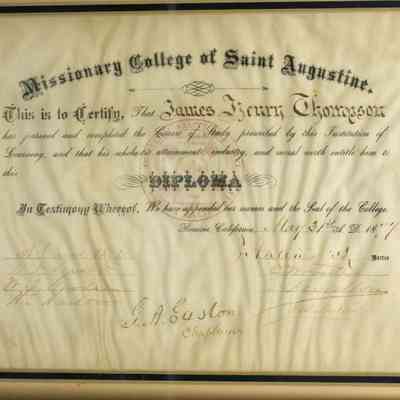 Missionary College of Saint Augustine.
This is to Certify, That James Henry Thompson
has pursued and completed the Course of Study prescribed by this Institution of
Learning, and that his scholastic attainments, industry, and moral worth entitle him to
this
DIPLOMA
In Testimony Whereof, We have appended our names and the Seal of the College.
Benicia, California, May 31st A.D. 1877
Rector
G. A. Easton
Chaplain